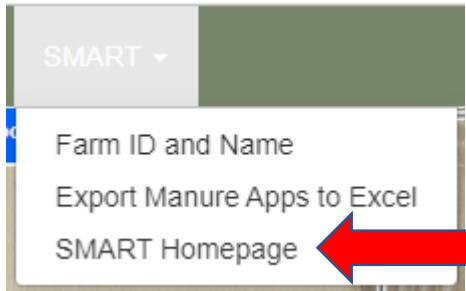 SMART
Farm ID and Name
Export Manure Apps to Excel
SMART Homepage